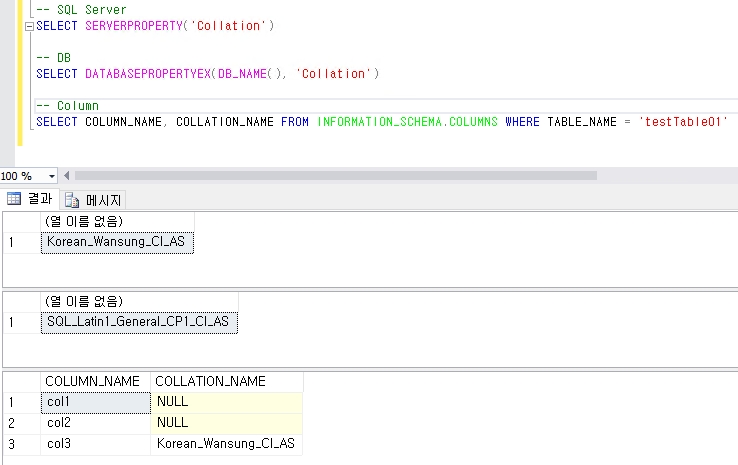 -- SQL Server
SELECT SERVERPROPERTY('Collation')
-- DB
SELECT DATABASEPROPERTYEX(DB_NAME(), 'Collation')
-- Column
SELECT COLUMN_NAME, COLLATION_NAME FROM INFORMATION_SCHEMA.COLUMNS WHERE TABLE_NAME = 'testTable01'
100 %
결과 메시지
(열 이름 없음)
1 Korean_Wansung_CI_AS
(열 이름 없음)
1 SQL_Latin1_General_CP1_CI_AS
COLUMN_NAME COLLATION_NAME
1 col1 NULL
2 col2 NULL
3 col3 Korean_Wansung_CI_AS